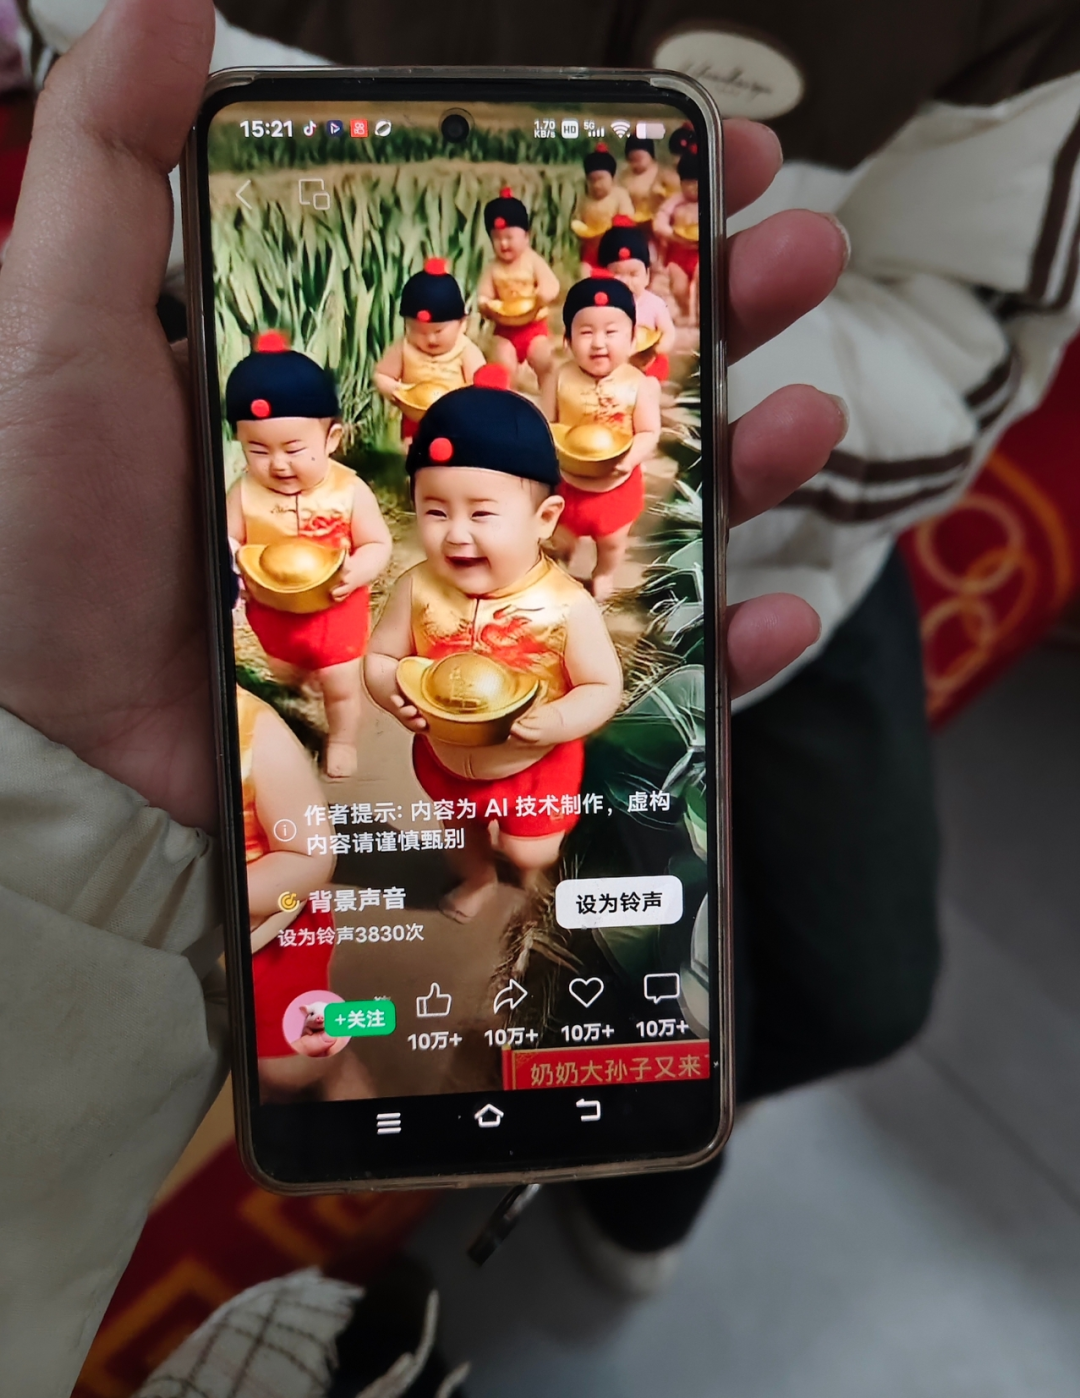 15:21
1.70 KB/s HD 5G
作者提示: 内容为 AI 技术制作，虚构
内容请谨慎甄别
背景声音
设为铃声
设为铃声3830次
+关注
10万+ 10万+ 10万+ 10万+
奶奶大孙子又来